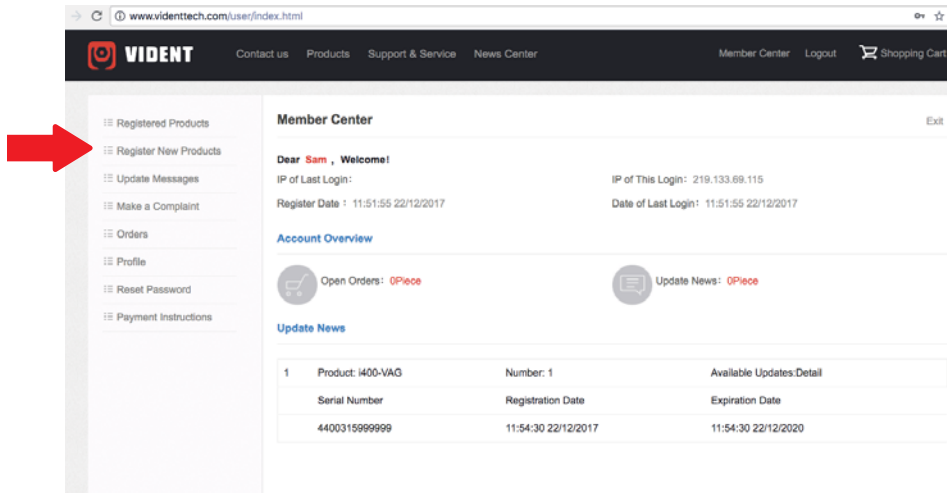 www.videnttech.com/user/index.html
VIDENT Contact us Products Support & Service News Center Member Center Logout Shopping Cart
Registered Products
Register New Products
Update Messages
Make a Complaint
Orders
Profile
Reset Password
Payment Instructions
Member Center Exit
Dear Sam , Welcome!
IP of Last Login: IP of This Login: 219.133.69.115
Register Date : 11:51:55 22/12/2017 Date of Last Login: 11:51:55 22/12/2017
Account Overview
Open Orders: 0Piece Update News: 0Piece
Update News
1 Product: i400-VAG Number: 1 Available Updates:Detail
Serial Number Registration Date Expiration Date
4400315999999 11:54:30 22/12/2017 11:54:30 22/12/2020